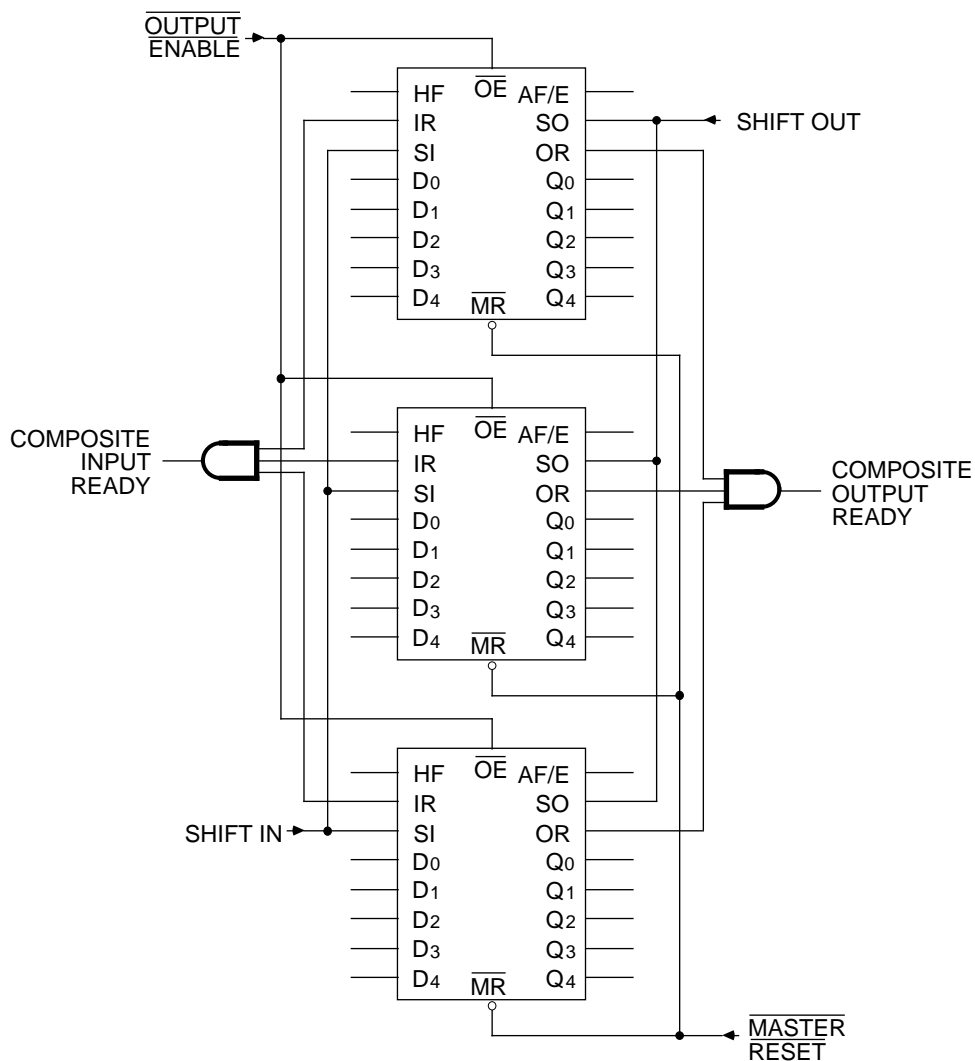 OUTPUT
ENABLE
OE
HF AF/E
IR SO SHIFT OUT
SI OR
D0 Q0
D1 Q1
D2 Q2
D3 Q3
D4 Q4
MR
OE
HF AF/E
COMPOSITE
INPUT
READY
IR SO
SI OR
COMPOSITE
OUTPUT
READY
D0 Q0
D1 Q1
D2 Q2
D3 Q3
D4 Q4
MR
OE
HF AF/E
IR SO
SHIFT IN SI OR
D0 Q0
D1 Q1
D2 Q2
D3 Q3
D4 Q4
MR
MASTER
RESET